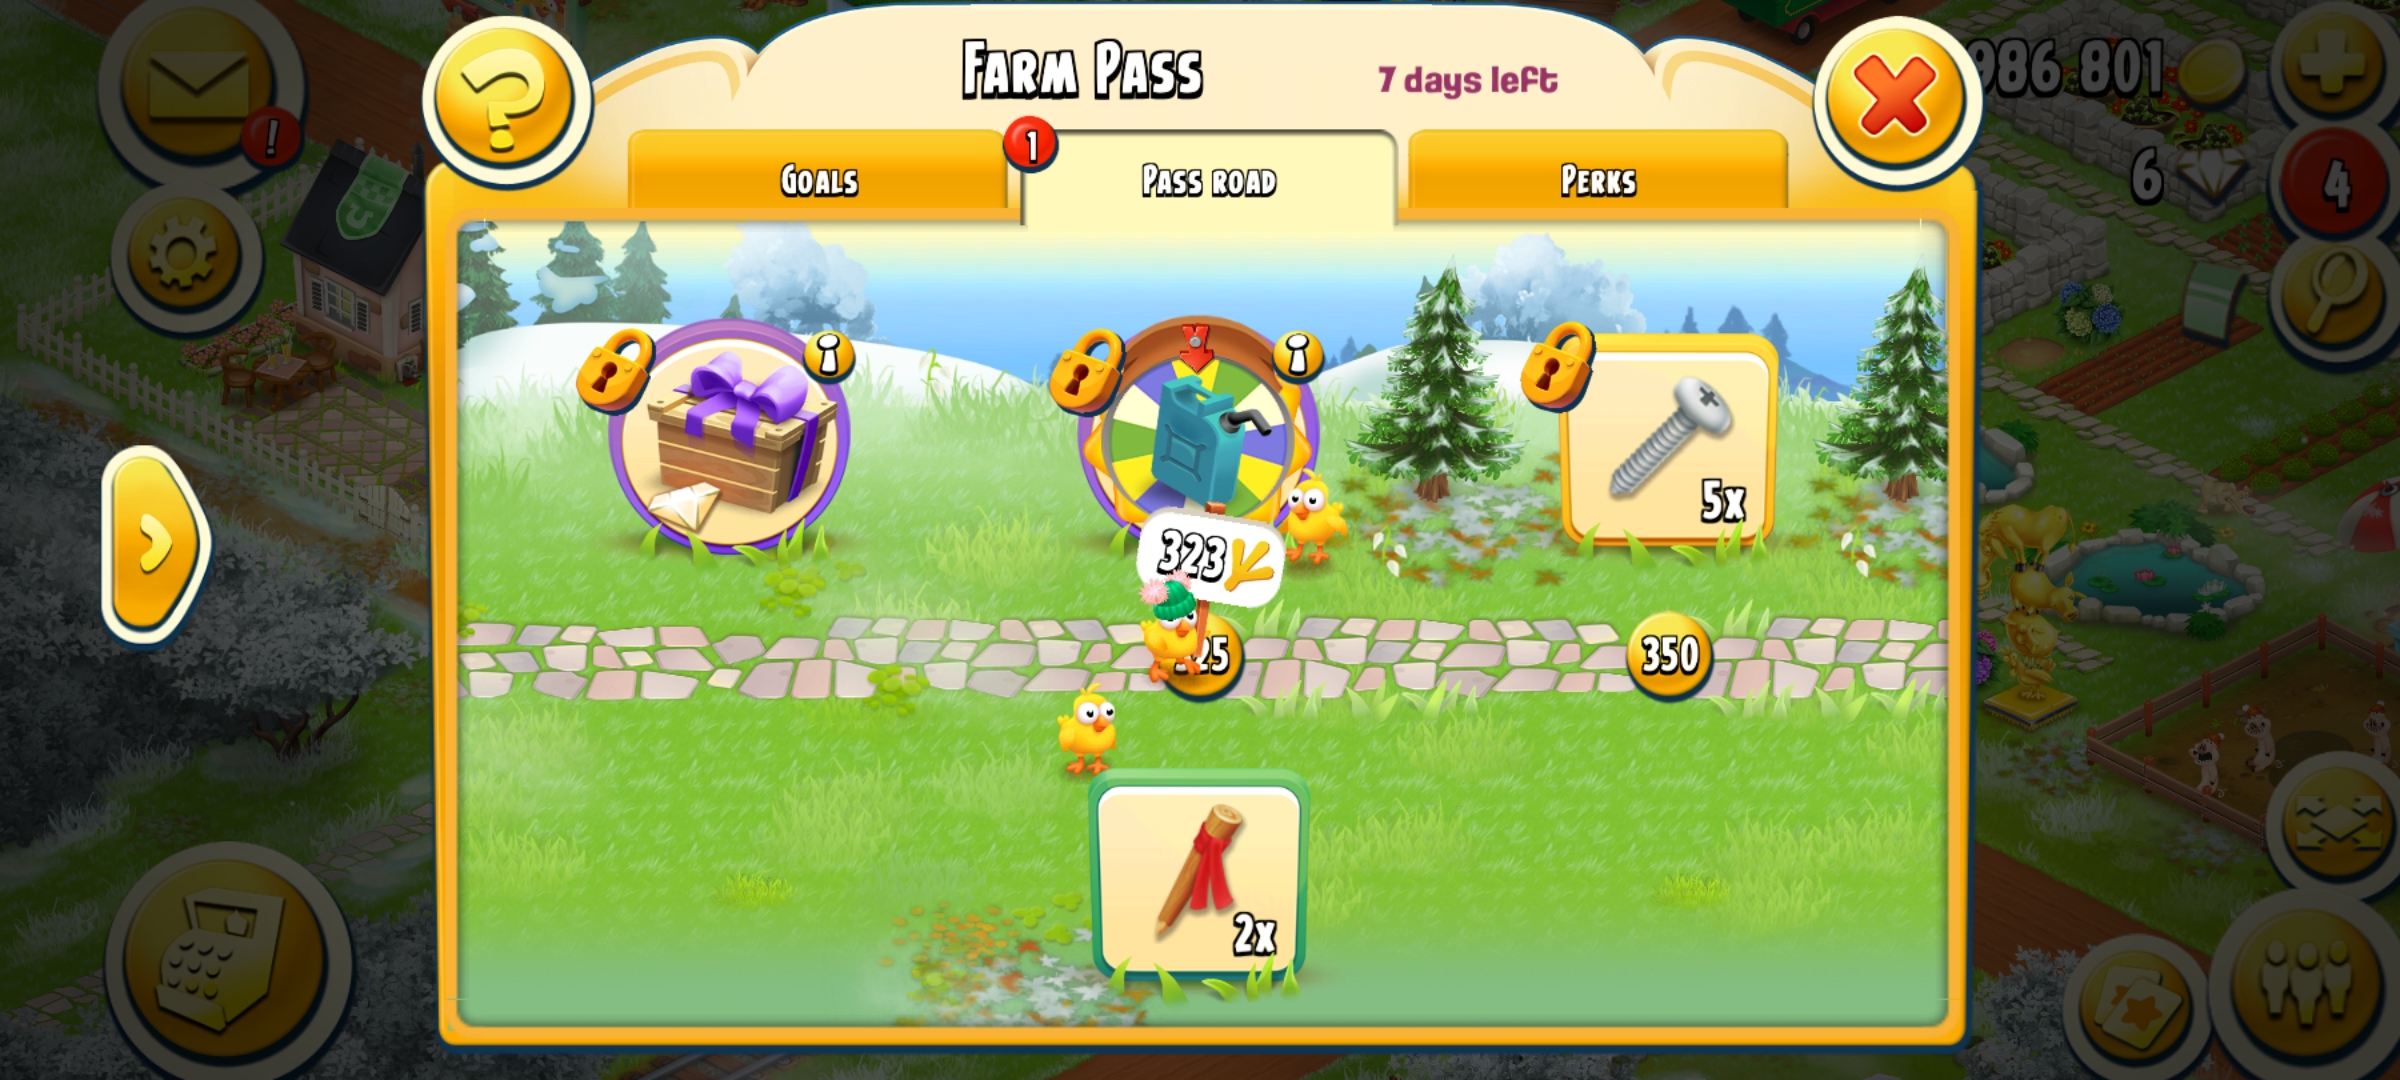 FARM PASS
7 days left
986 801
!
1
GOALS
PASS ROAD
PERKS
6
4
i
i
5x
323
350
2x